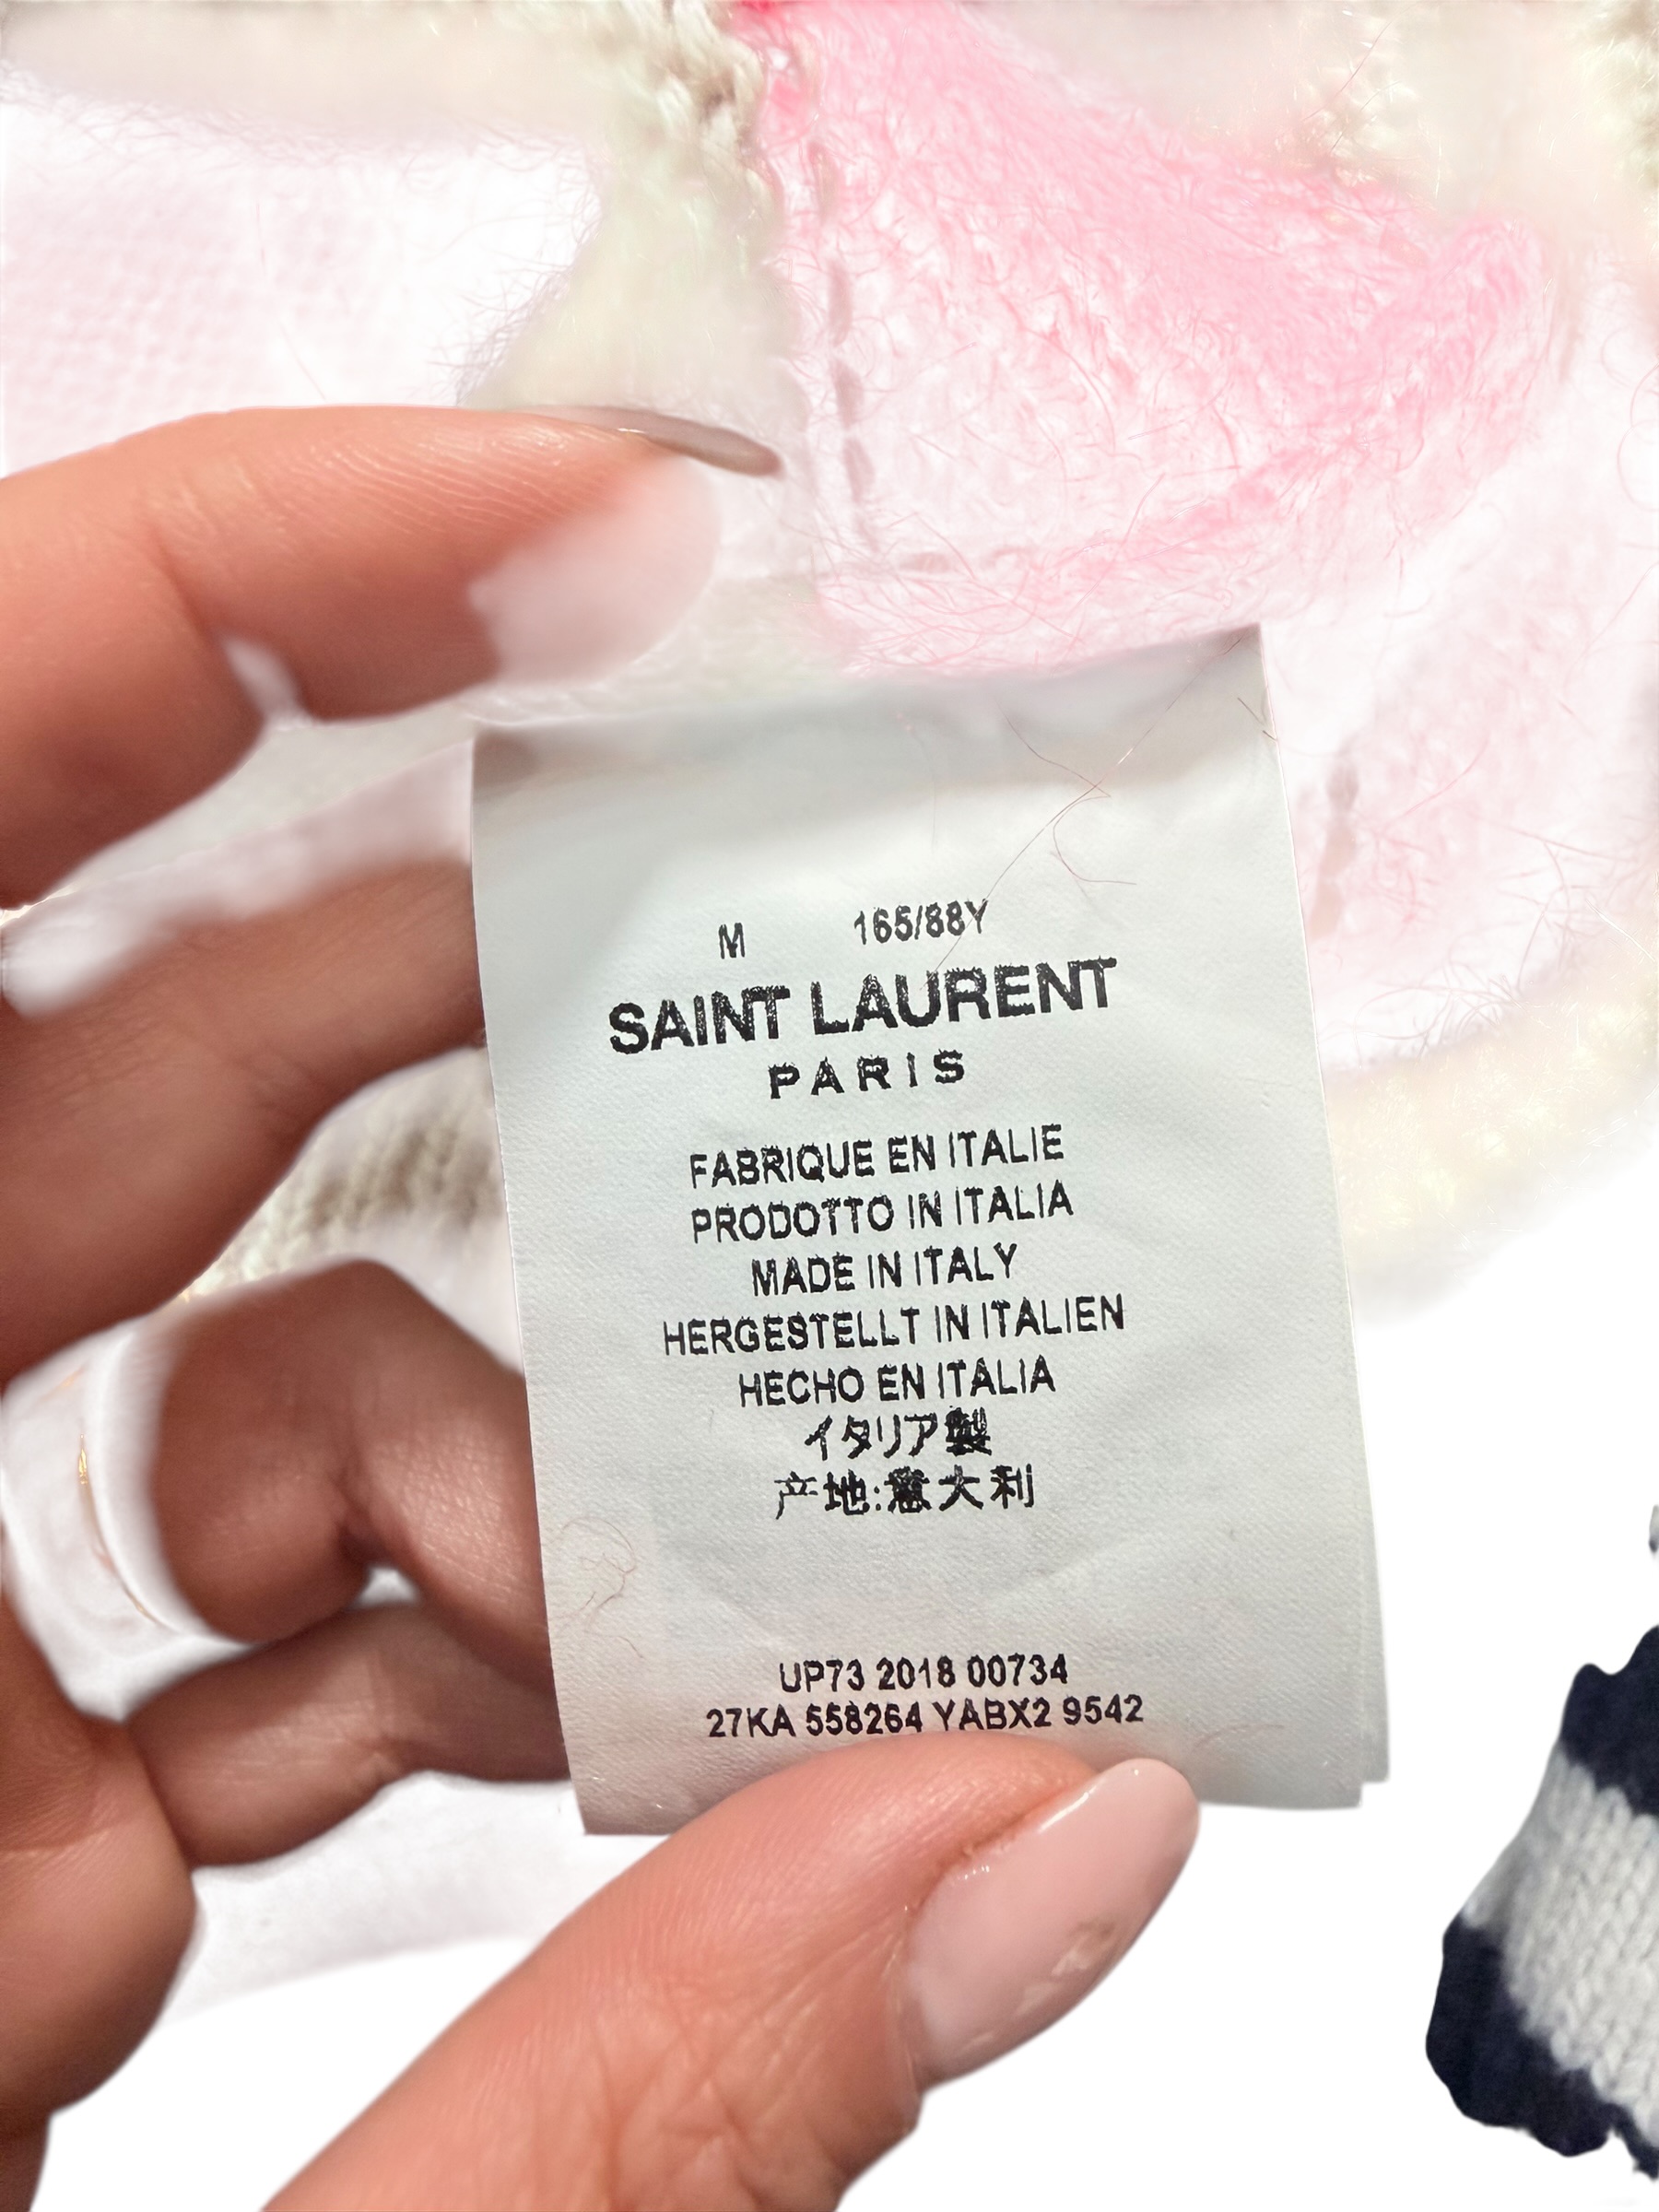 M 165/88Y
SAINT LAURENT
PARIS
FABRIQUE EN ITALIE
PRODOTTO IN ITALIA
MADE IN ITALY
HERGESTELLT IN ITALIEN
HECHO EN ITALIA
イタリア製
产地:意大利
UP73 2018 00734
27KA 558264 YABX2 9542